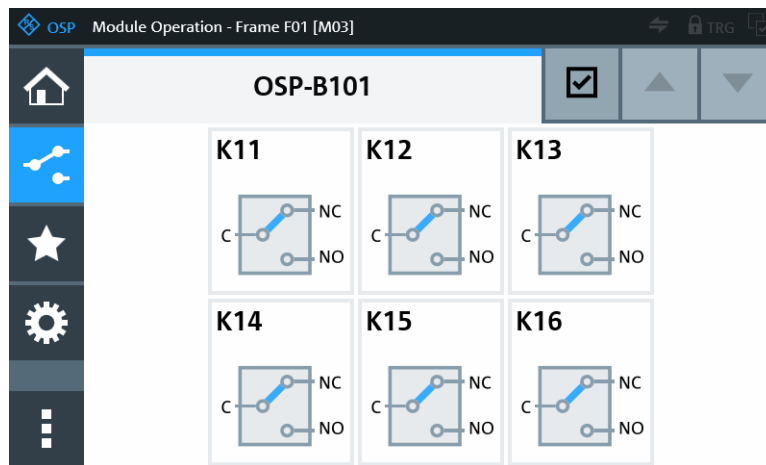 OSP Module Operation - Frame F01 [M03] TRG
OSP-B101
K11 K12 K13
NC NC NC
C C C
NO NO NO
K14 K15 K16
NC NC NC
C C C
NO NO NO